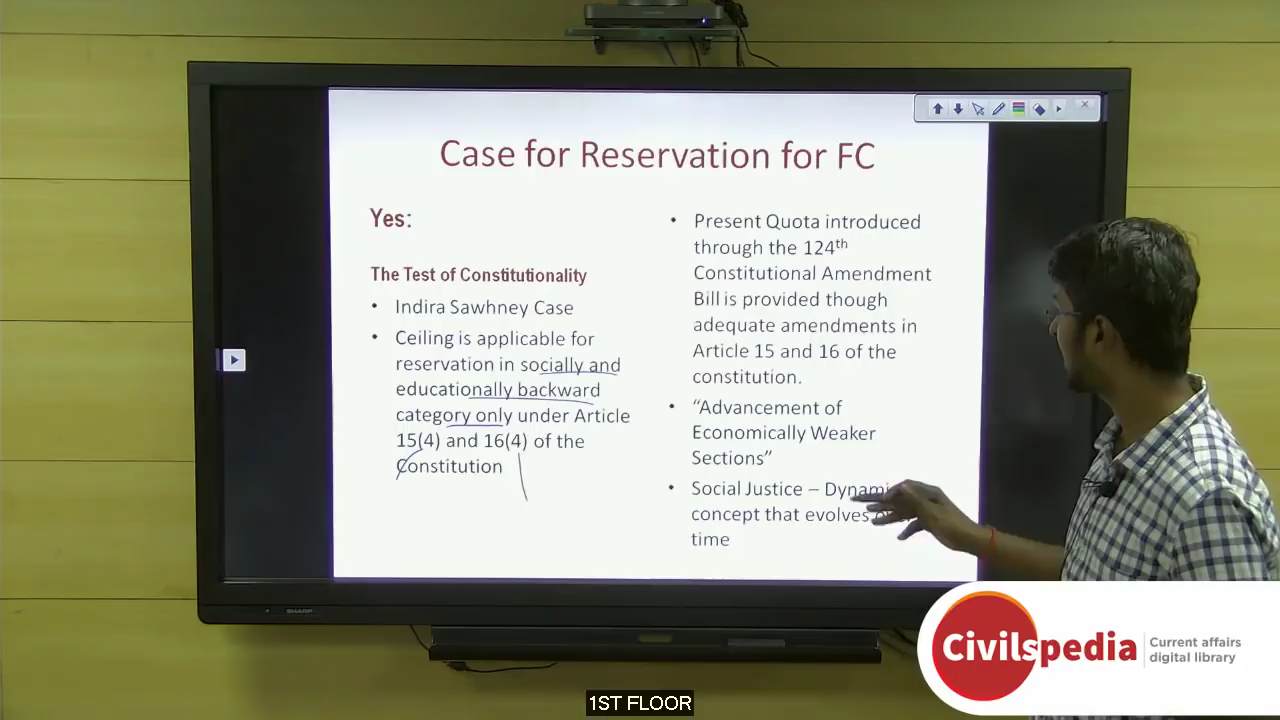 Case for Reservation for FC
Yes:
The Test of Constitutionality
• Indira Sawhney Case
• Ceiling is applicable for
reservation in socially and
educationally backward
category only under Article
15(4) and 16(4) of the
Constitution
• Present Quota introduced
through the 124th
Constitutional Amendment
Bill is provided though
adequate amendments in
Article 15 and 16 of the
constitution.
• “Advancement of
Economically Weaker
Sections”
• Social Justice –
concept that evolves
time
SHARP
Civilspedia
Current affairs
digital library
1ST FLOOR